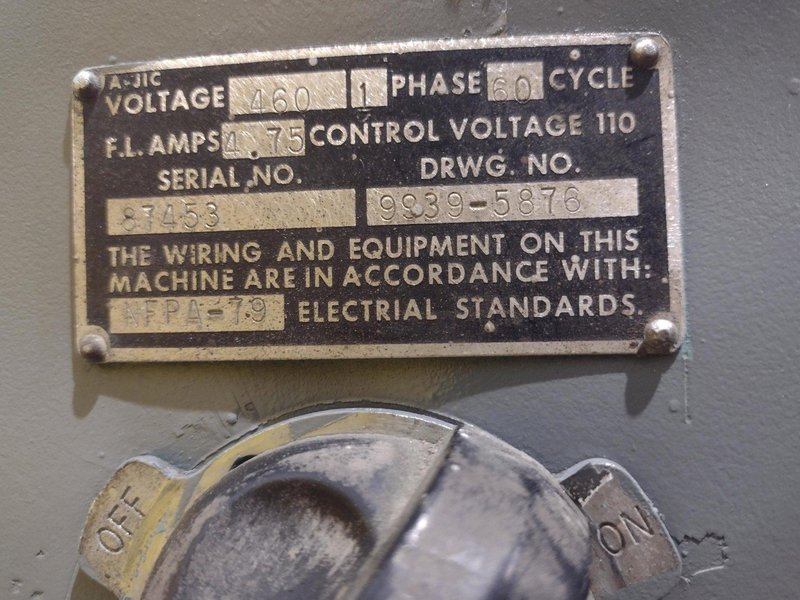 A-JIC
VOLTAGE 460 1 PHASE 60 CYCLE
F.L. AMPS 4.75 CONTROL VOLTAGE 110
SERIAL NO. DRWG. NO.
87453 9939-5876
THE WIRING AND EQUIPMENT ON THIS
MACHINE ARE IN ACCORDANCE WITH:
NFPA-79 ELECTRIAL STANDARDS.
OFF ON